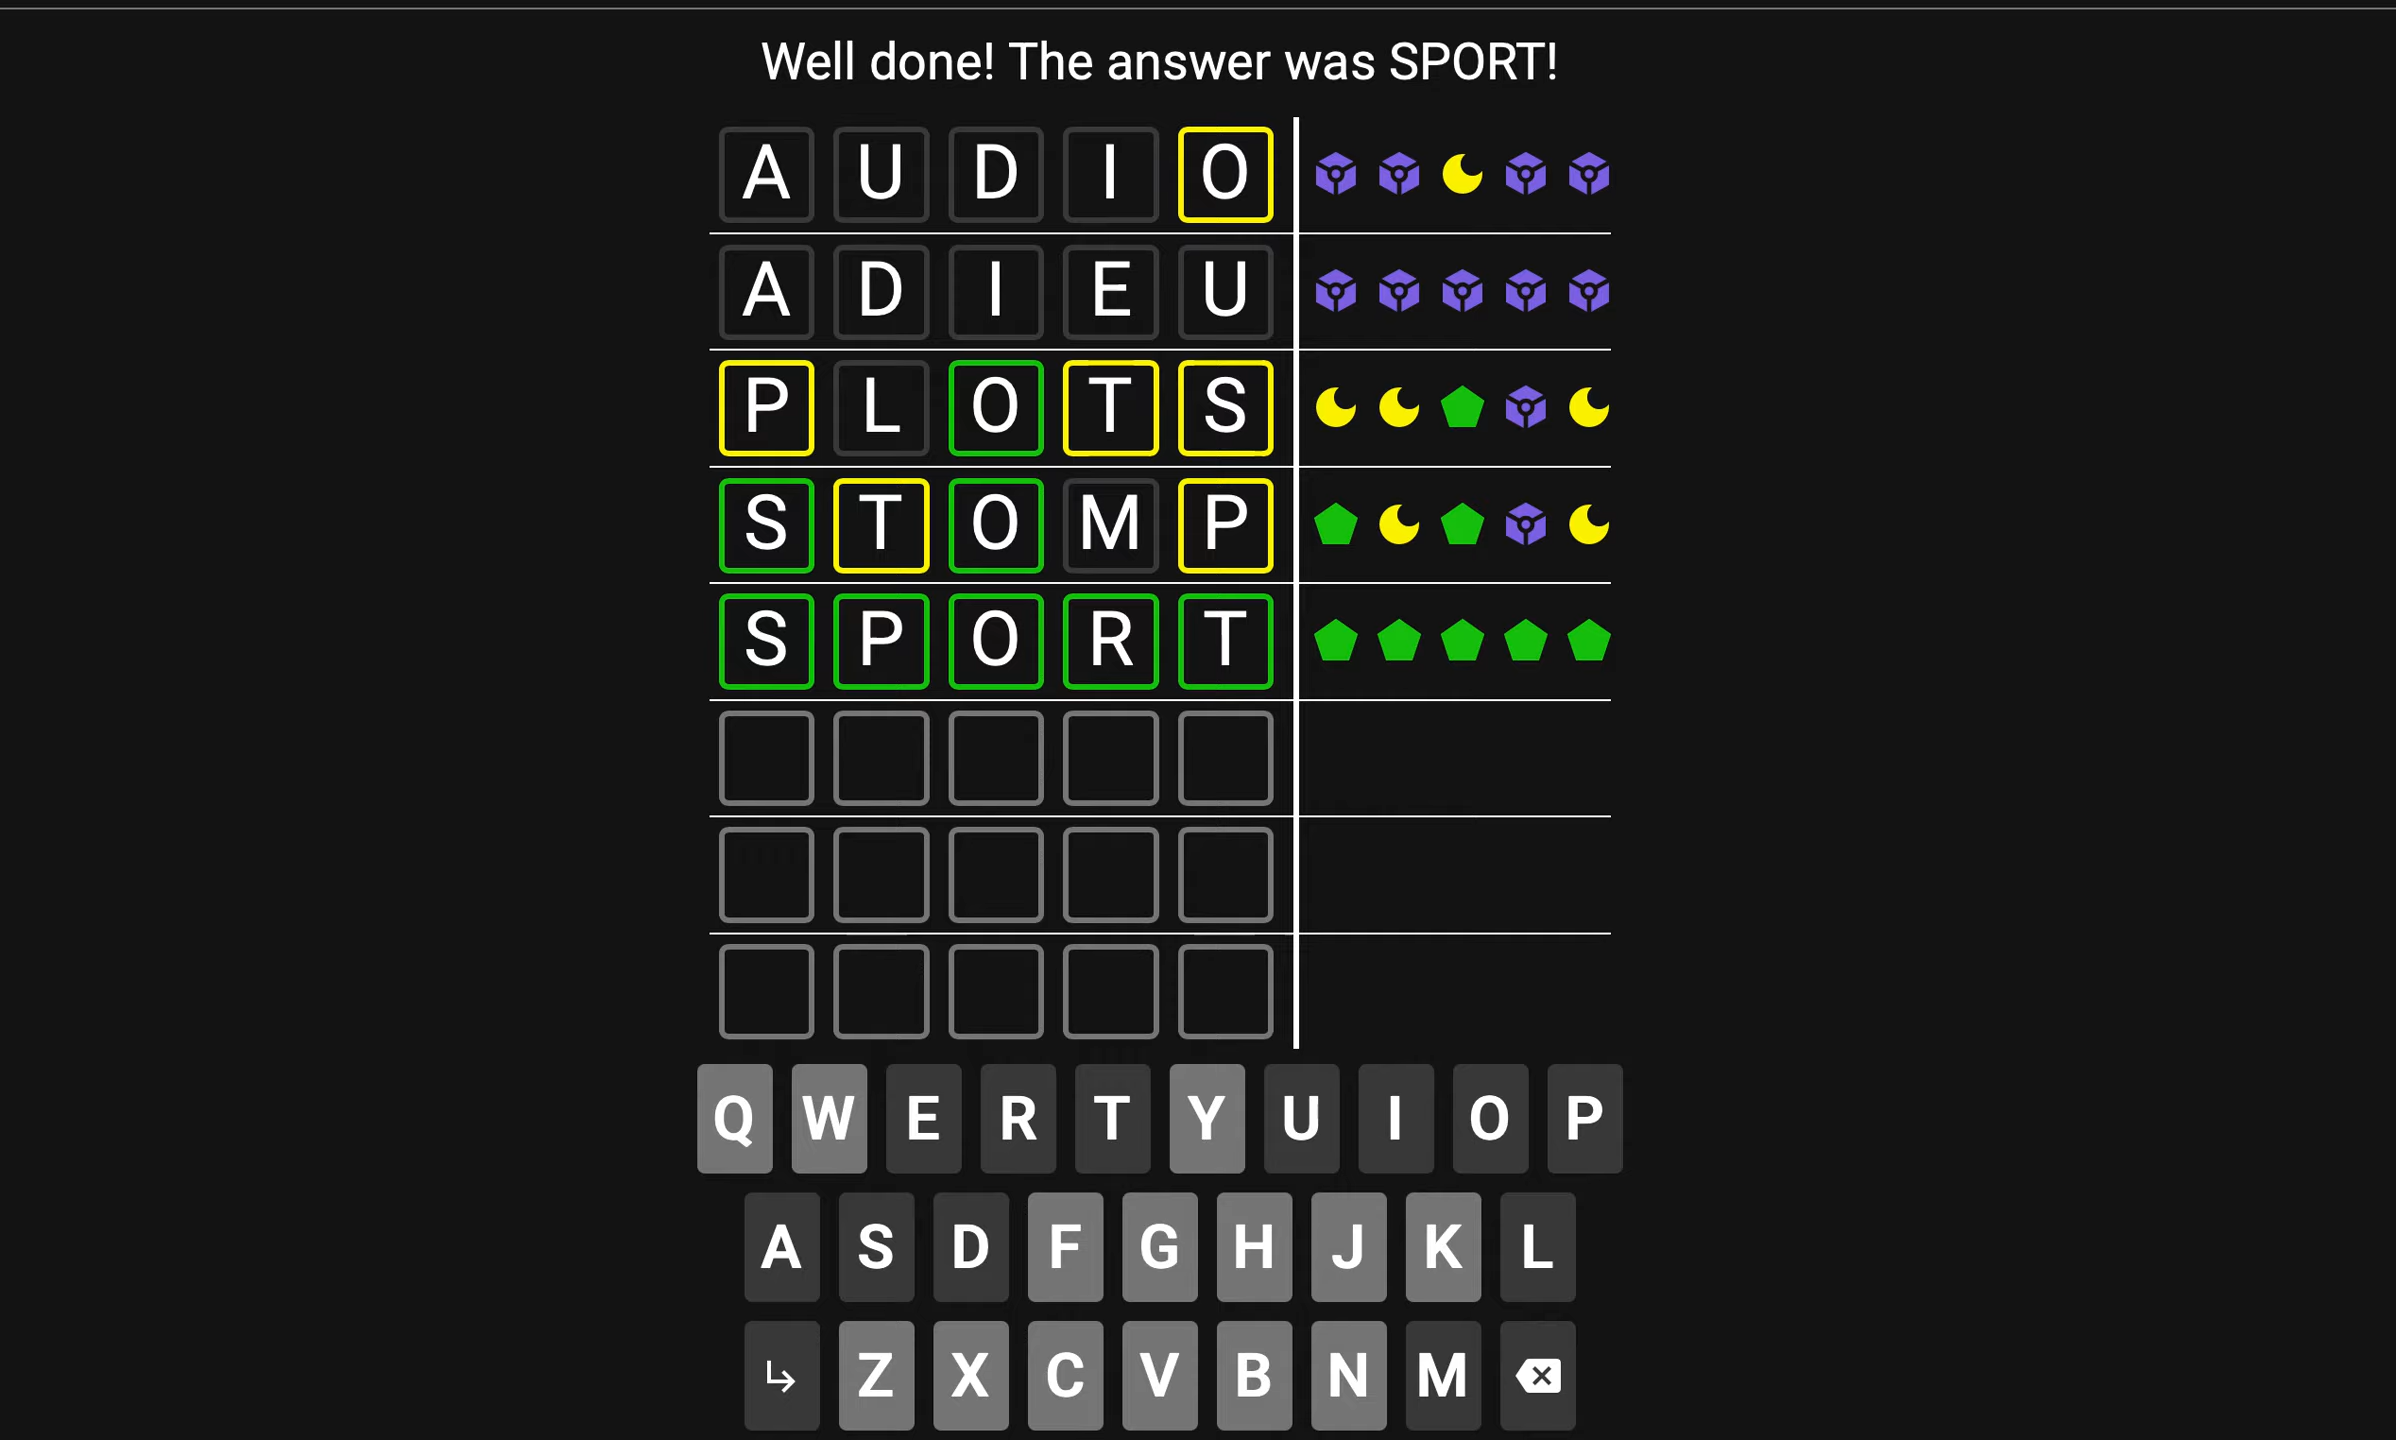 Well done! The answer was SPORT!
A U D I O
A D I E U
P L O T S
S T O M P
S P O R T
Q W E R T Y U I O P
A S D F G H J K L
Z X C V B N M